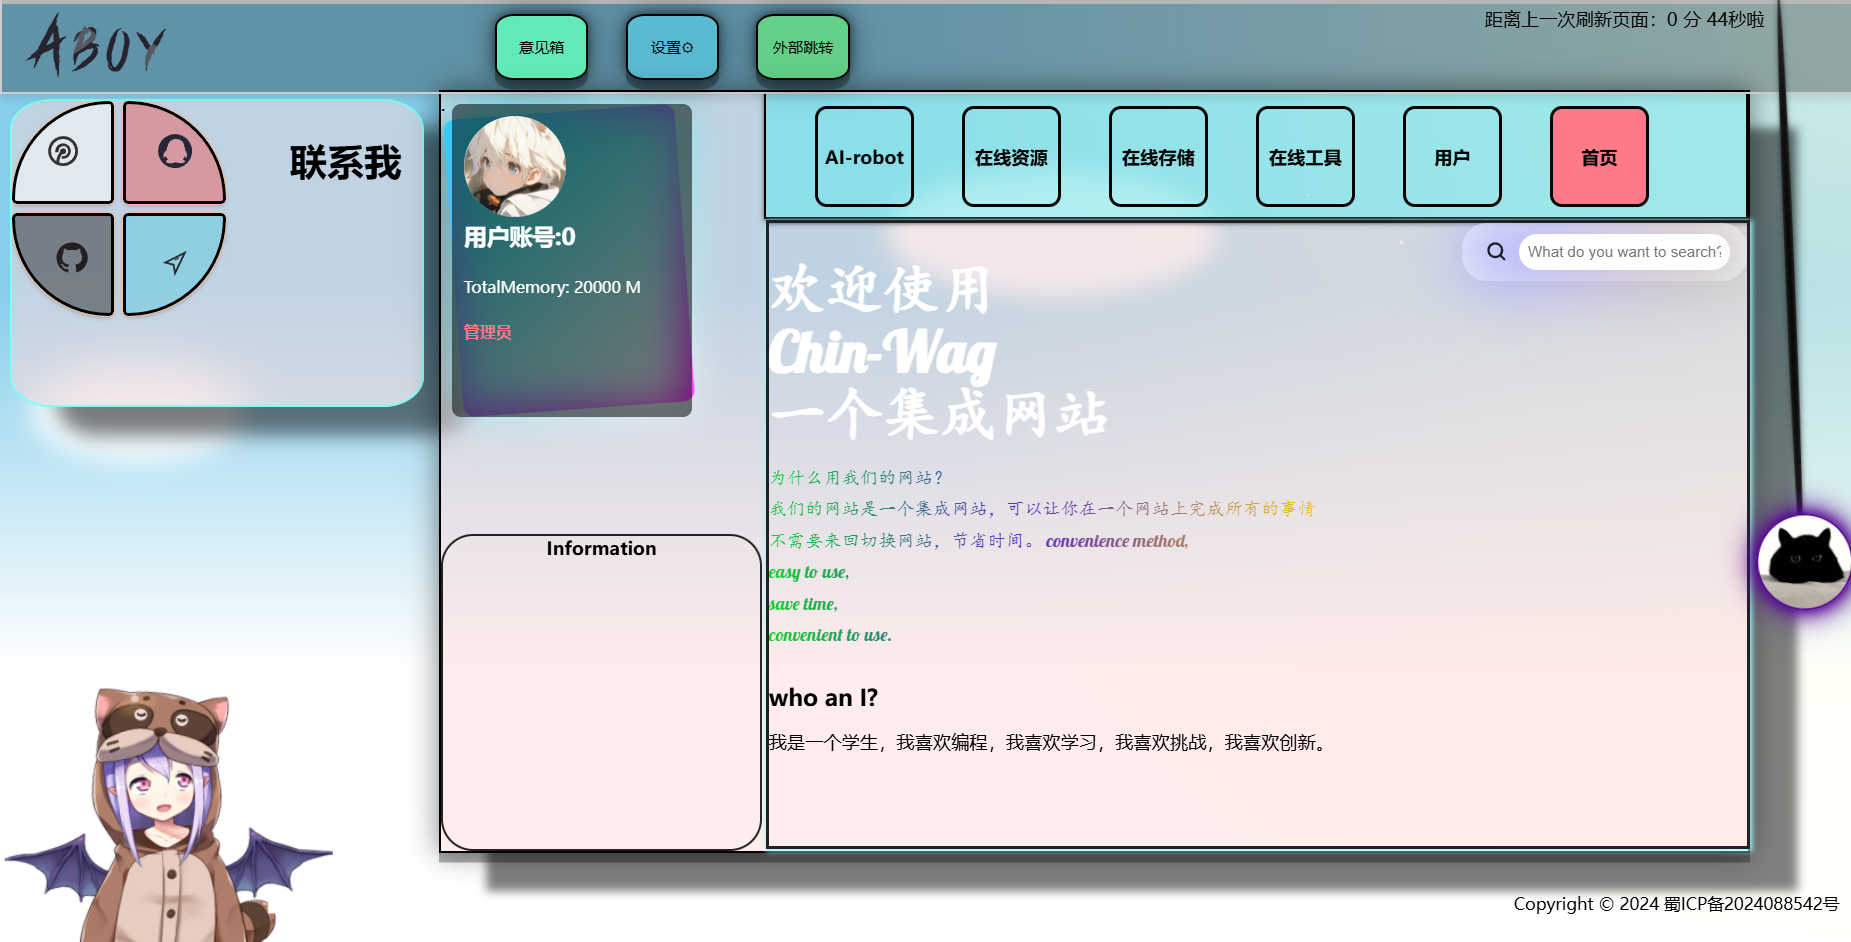 ABOY
意见箱
设置⚙
外部跳转
距离上一次刷新页面：0 分 44秒啦
联系我
用户账号:0
TotalMemory: 20000 M
管理员
Information
AI-robot
在线资源
在线存储
在线工具
用户
首页
What do you want to search?
欢迎使用
Chin-Wag
一个集成网站
为什么用我们的网站？
我们的网站是一个集成网站，可以让你在一个网站上完成所有的事情
不需要来回切换网站，节省时间。 convenience method,
easy to use,
save time,
convenient to use.
who an I?
我是一个学生，我喜欢编程，我喜欢学习，我喜欢挑战，我喜欢创新。
Copyright © 2024 蜀ICP备2024088542号